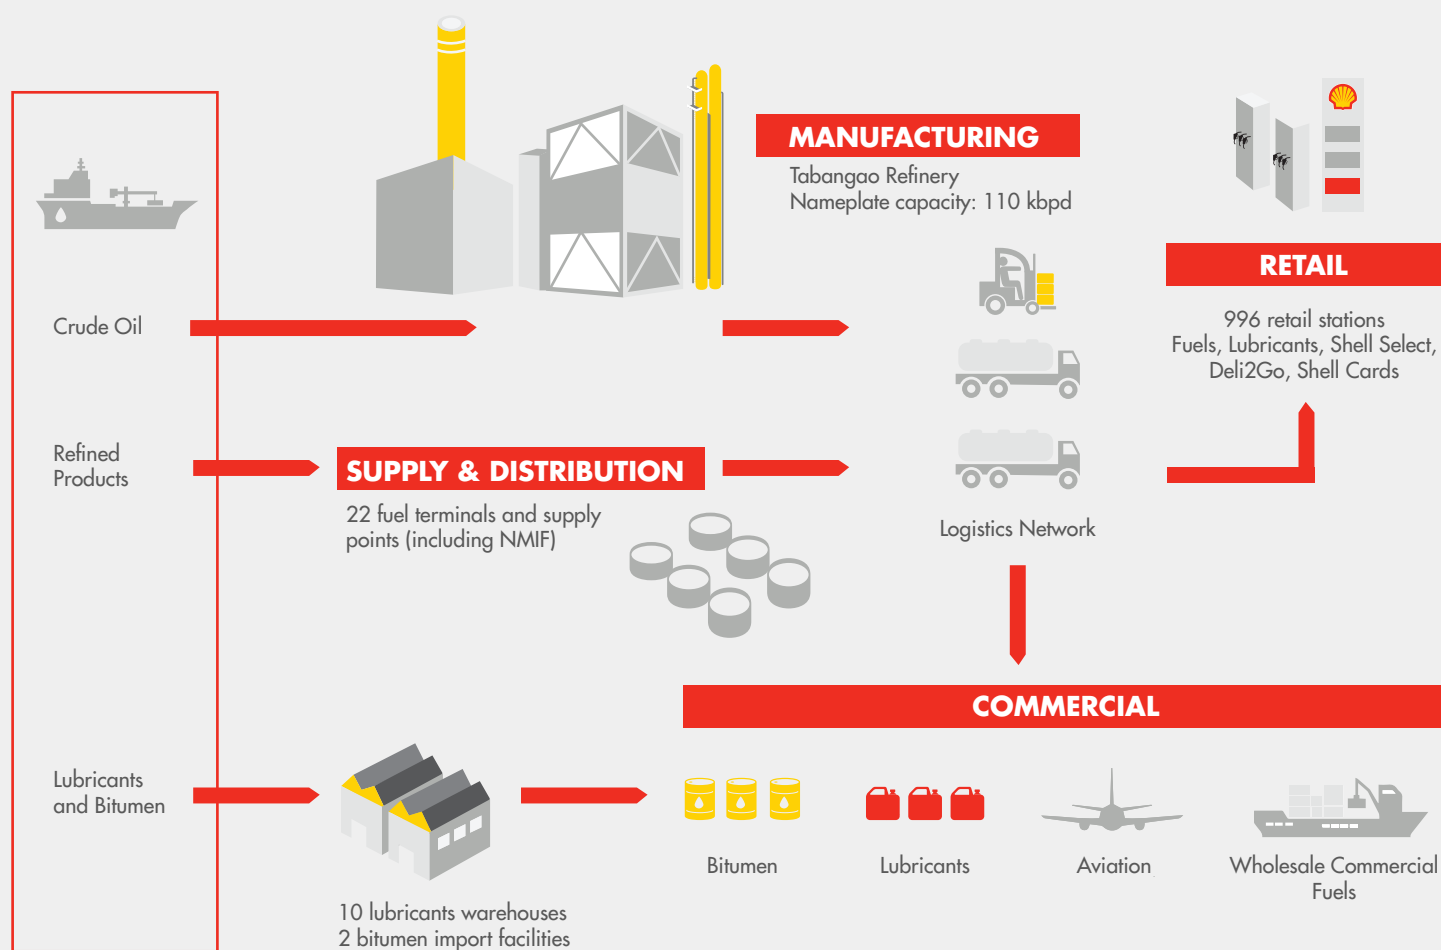 MANUFACTURING
Tabangao Refinery
Nameplate capacity: 110 kbpd
RETAIL
996 retail stations
Fuels, Lubricants, Shell Select,
Deli2Go, Shell Cards
Crude Oil
Refined
Products
SUPPLY & DISTRIBUTION
22 fuel terminals and supply
points (including NMIF)
Logistics Network
COMMERCIAL
Lubricants
and Bitumen
10 lubricants warehouses
2 bitumen import facilities
Bitumen
Lubricants
Aviation
Wholesale Commercial
Fuels